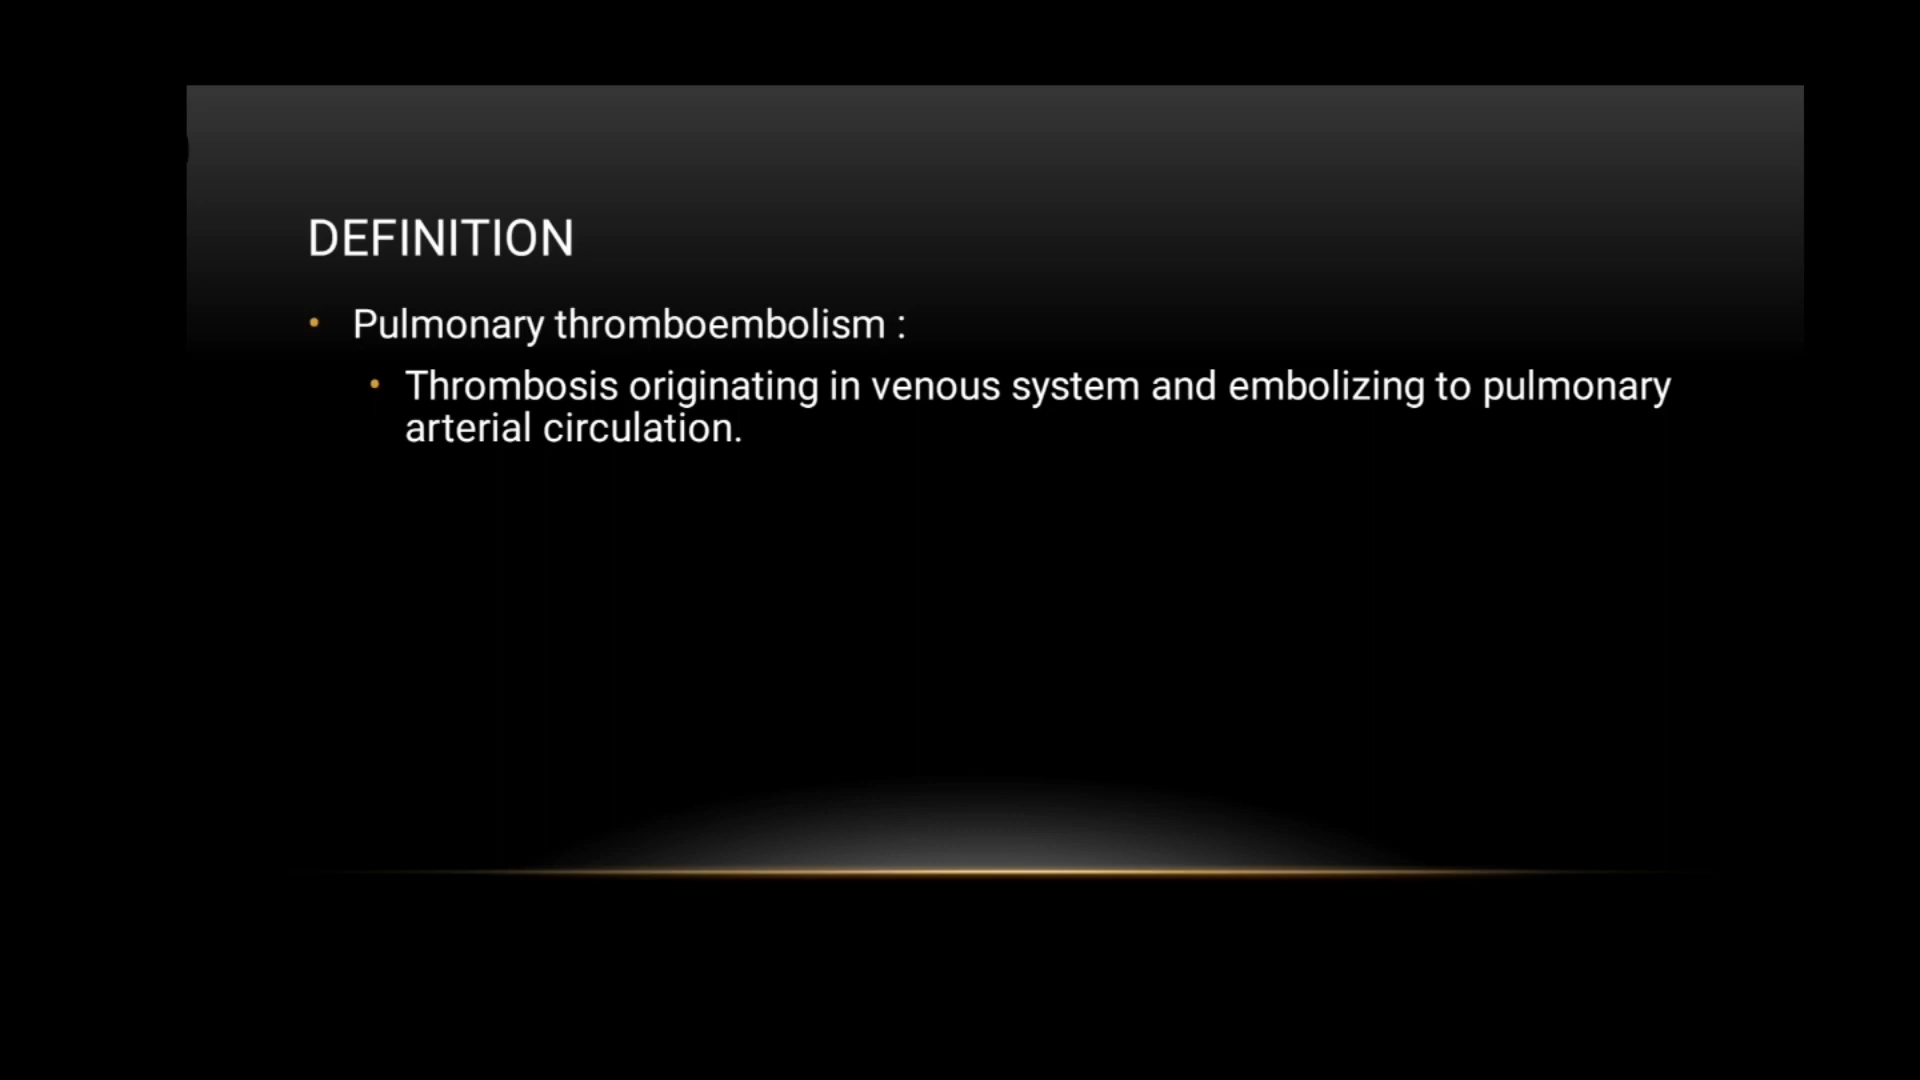 DEFINITION
• Pulmonary thromboembolism :
• Thrombosis originating in venous system and embolizing to pulmonary
arterial circulation.